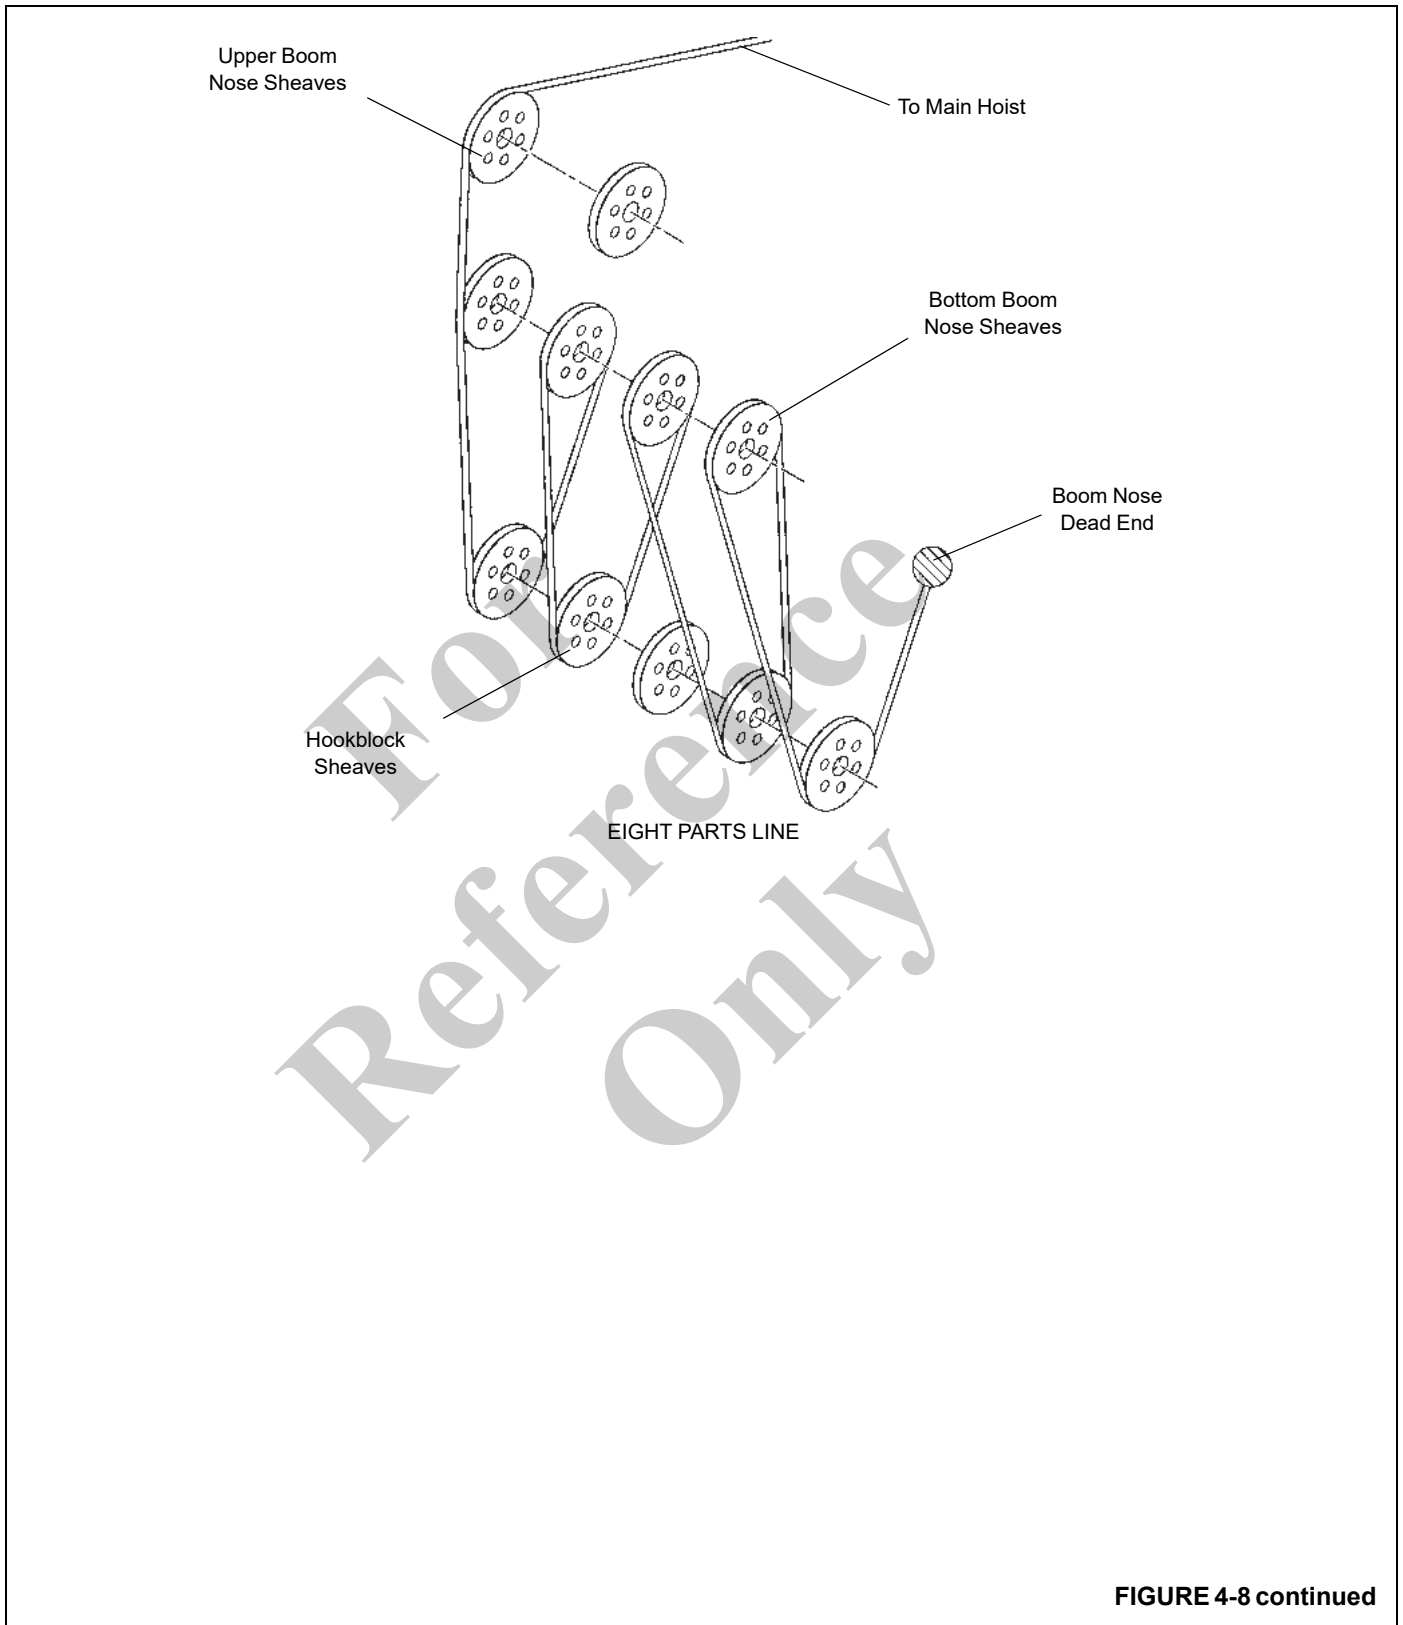 Upper Boom
Nose Sheaves
To Main Hoist
Bottom Boom
Nose Sheaves
Boom Nose
Dead End
Hookblock
Sheaves
EIGHT PARTS LINE
For
Reference
Only
FIGURE 4-8 continued